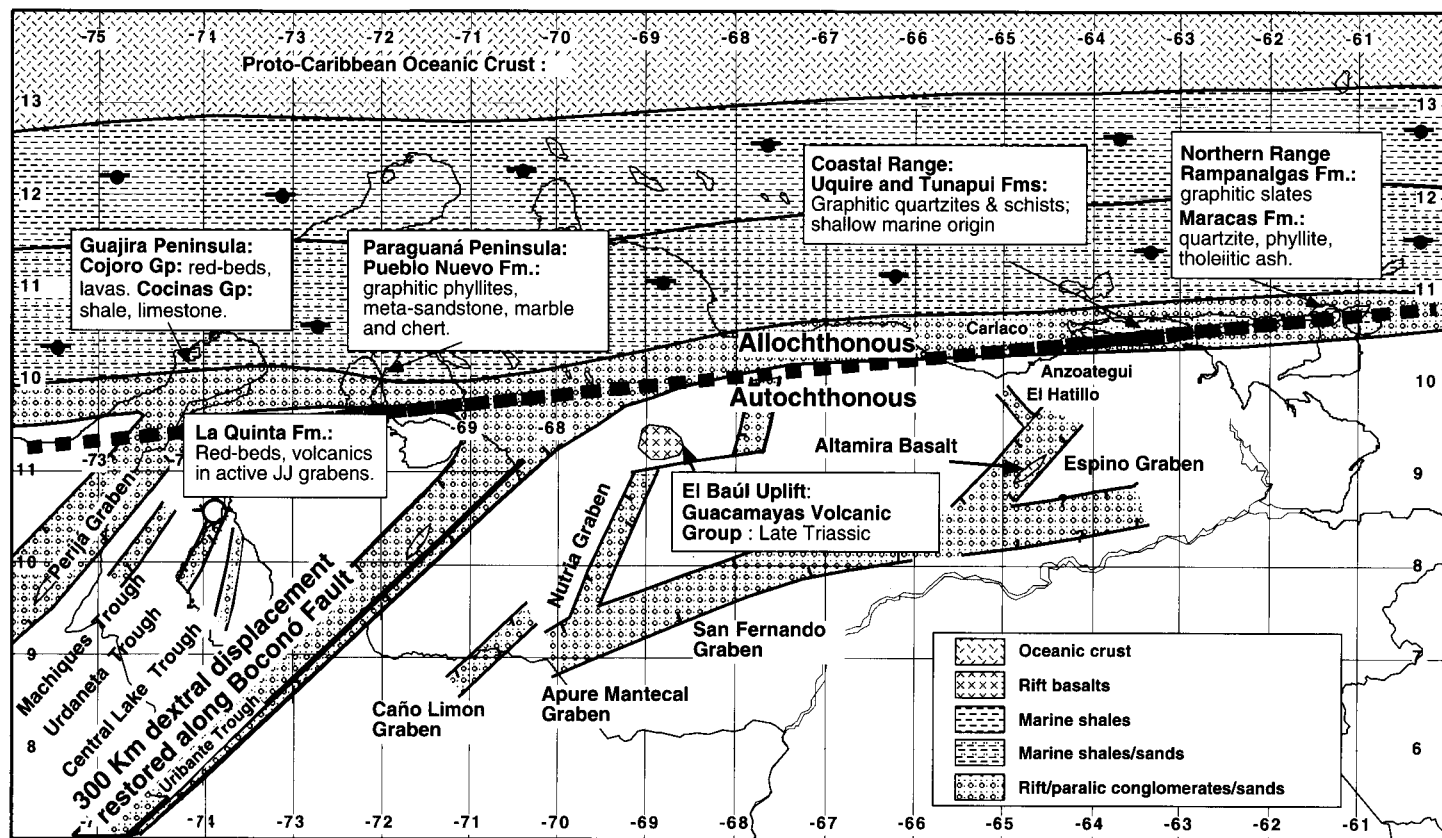 -75 -74 -73 -72 -71 -70 -69 -68 -67 -66 -65 -64 -63 -62 -61
Proto-Caribbean Oceanic Crust :
13 13
12 12
11 11
10 10
Guajira Peninsula:
Cojoro Gp: red-beds,
lavas. Cocinas Gp:
shale, limestone.
Paraguaná Peninsula:
Pueblo Nuevo Fm.:
graphitic phyllites,
meta-sandstone, marble
and chert.
Coastal Range:
Uquire and Tunapui Fms:
Graphitic quartzites & schists;
shallow marine origin
Northern Range
Rampanalgas Fm.:
graphitic slates
Maracas Fm.:
quartzite, phyllite,
tholeiitic ash.
Cariaco
Allochthonous
Autochthonous
Anzoategui
El Hatillo
La Quinta Fm.:
Red-beds, volcanics
in active JJ grabens.
-73
-69 -68
11
10
9
8
9
8
6
Altamira Basalt
Espino Graben
El Baúl Uplift:
Guacamayas Volcanic
Group : Late Triassic
Perijá Graben
Nutria Graben
Machiques Trough
Urdaneta Trough
Central Lake Trough
300 Km dextral displacement
restored along Boconó Fault
Uribante Trough
San Fernando
Graben
Apure Mantecal
Graben
Caño Limon
Graben
Oceanic crust
Rift basalts
Marine shales
Marine shales/sands
Rift/paralic conglomerates/sands
-74 -73 -72 -71 -70 -69 -68 -67 -66 -65 -64 -63 -62 -61